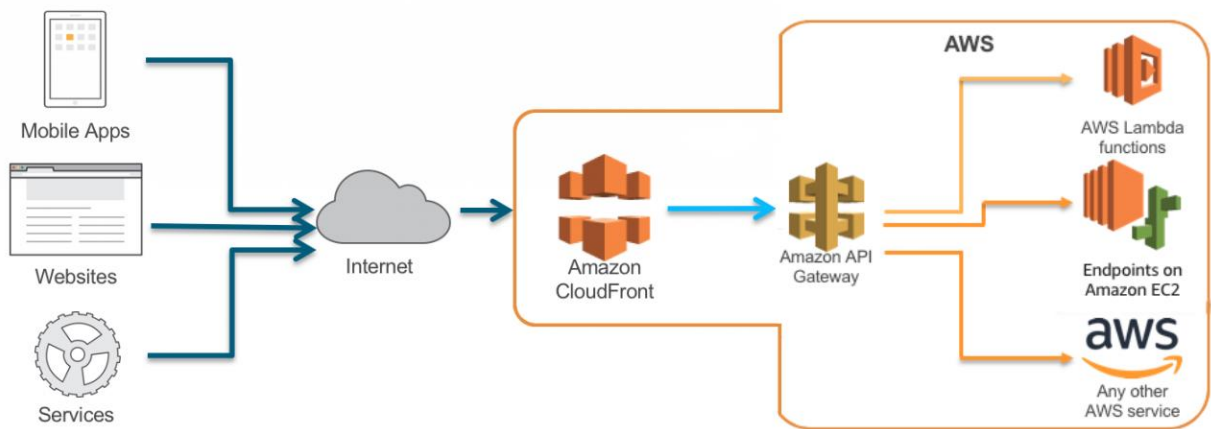 AWS
Mobile Apps
Websites
Services
Internet
Amazon
CloudFront
Amazon API
Gateway
AWS Lambda
functions
Endpoints on
Amazon EC2
aws
Any other
AWS service